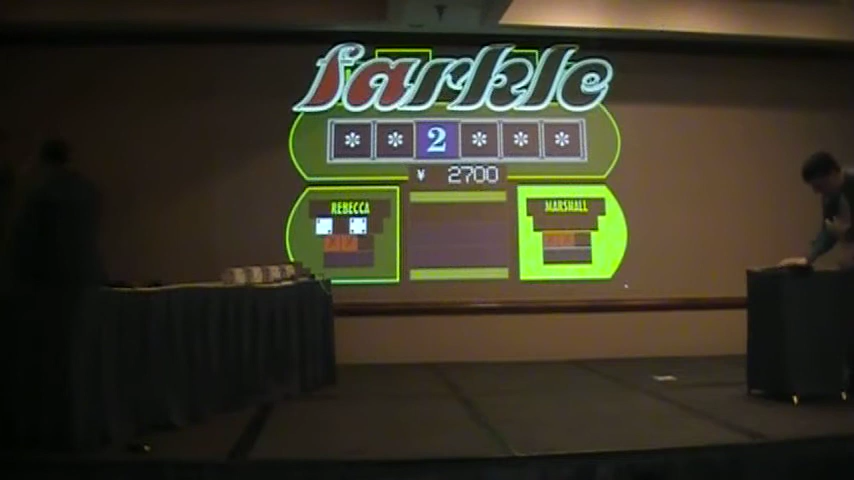 farkle
* * 2 * * *
¥ 2700
REBECCA
MARSHALL